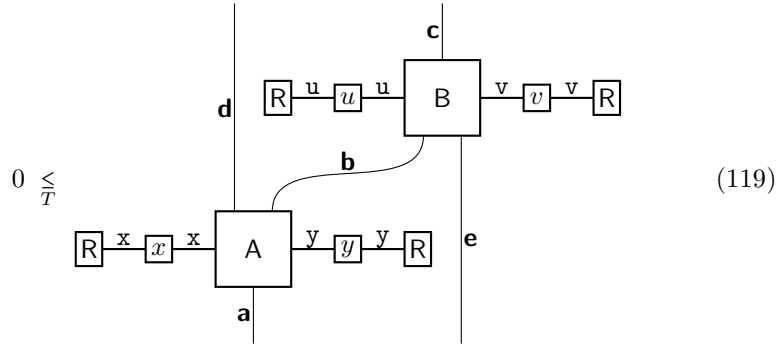 c
R u u u B v v v R
d
b
0 ≤ T (119)
R x x x A y y y R
e
a